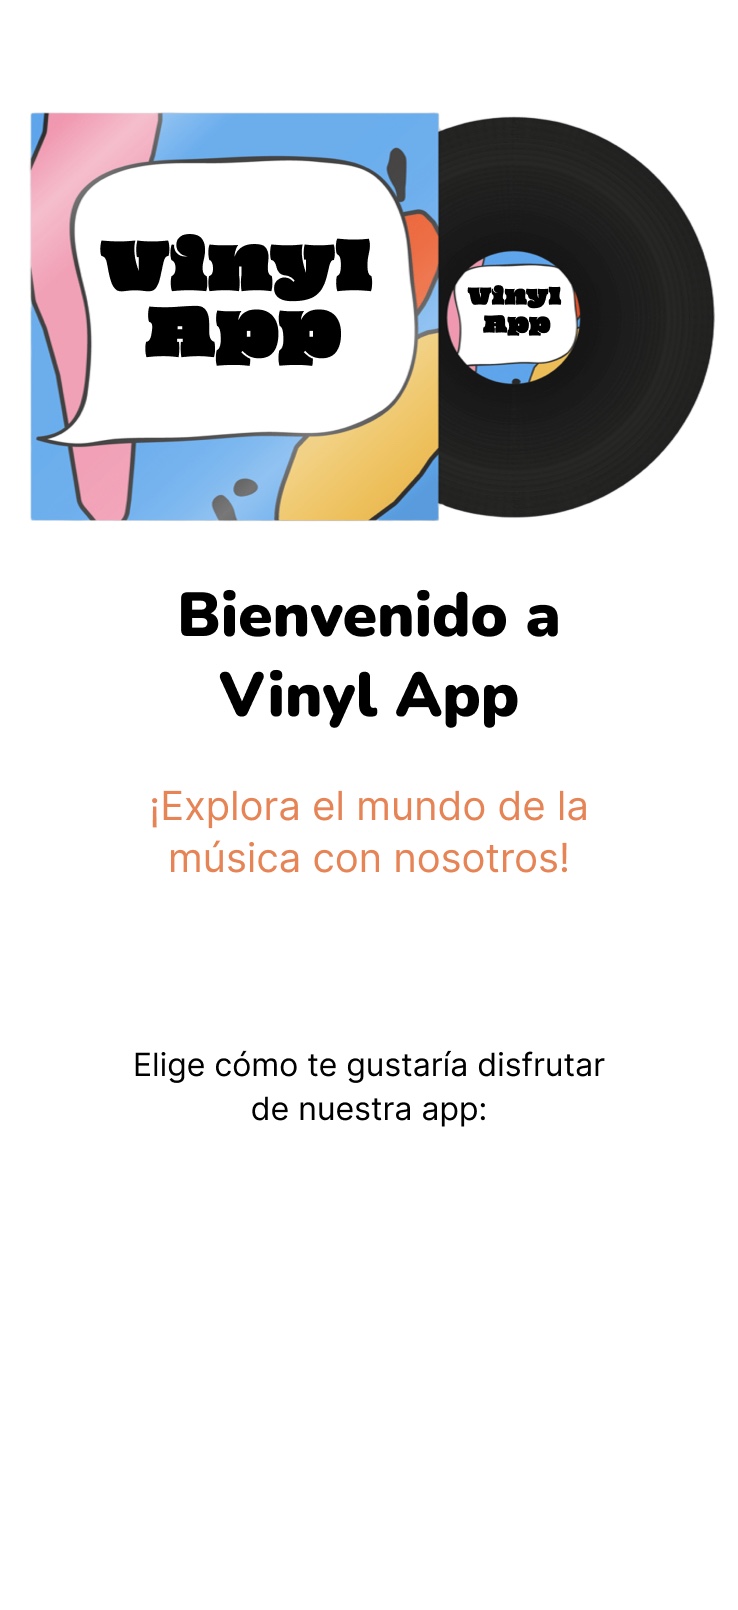 Vinyl
App
Vinyl
App
Bienvenido a
Vinyl App
¡Explora el mundo de la
música con nosotros!
Elige cómo te gustaría disfrutar
de nuestra app: